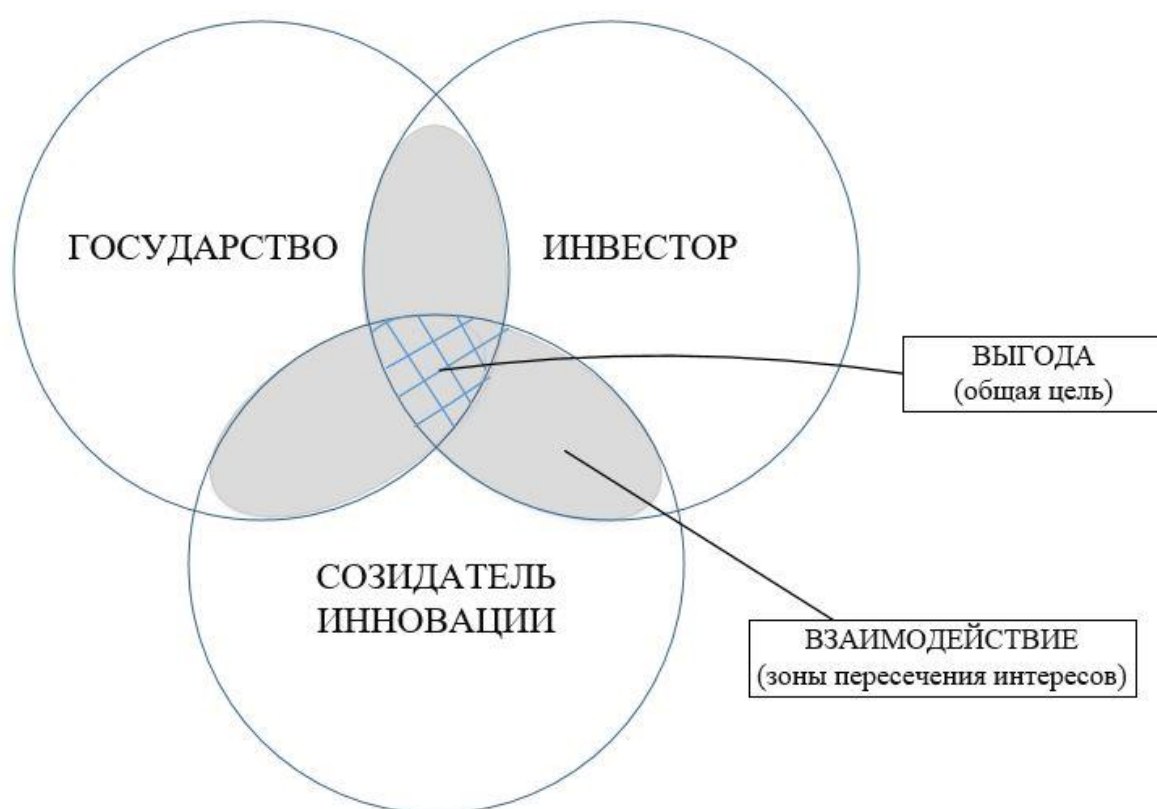 ГОСУДАРСТВО
ИНВЕСТОР
ВЫГОДА
(общая цель)
СОЗИДАТЕЛЬ
ИННОВАЦИИ
ВЗАИМОДЕЙСТВИЕ
(зоны пересечения интересов)